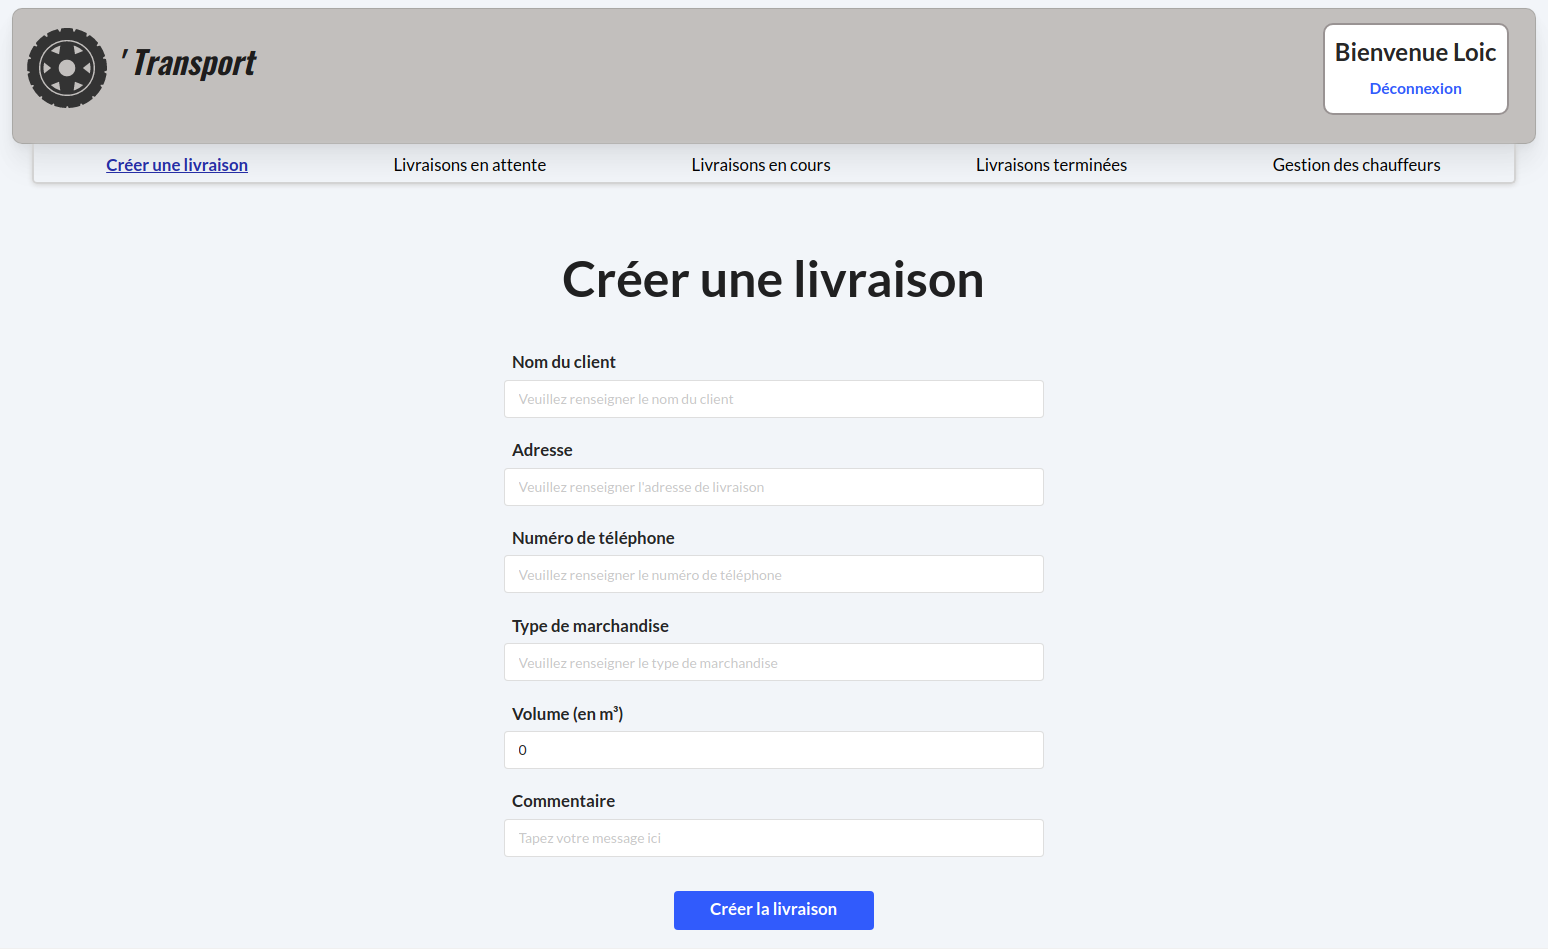 ' Transport
Bienvenue Loic
Déconnexion
Créer une livraison
Livraisons en attente
Livraisons en cours
Livraisons terminées
Gestion des chauffeurs
Créer une livraison
Nom du client
Veuillez renseigner le nom du client
Adresse
Veuillez renseigner l'adresse de livraison
Numéro de téléphone
Veuillez renseigner le numéro de téléphone
Type de marchandise
Veuillez renseigner le type de marchandise
Volume (en m³)
0
Commentaire
Tapez votre message ici
Créer la livraison